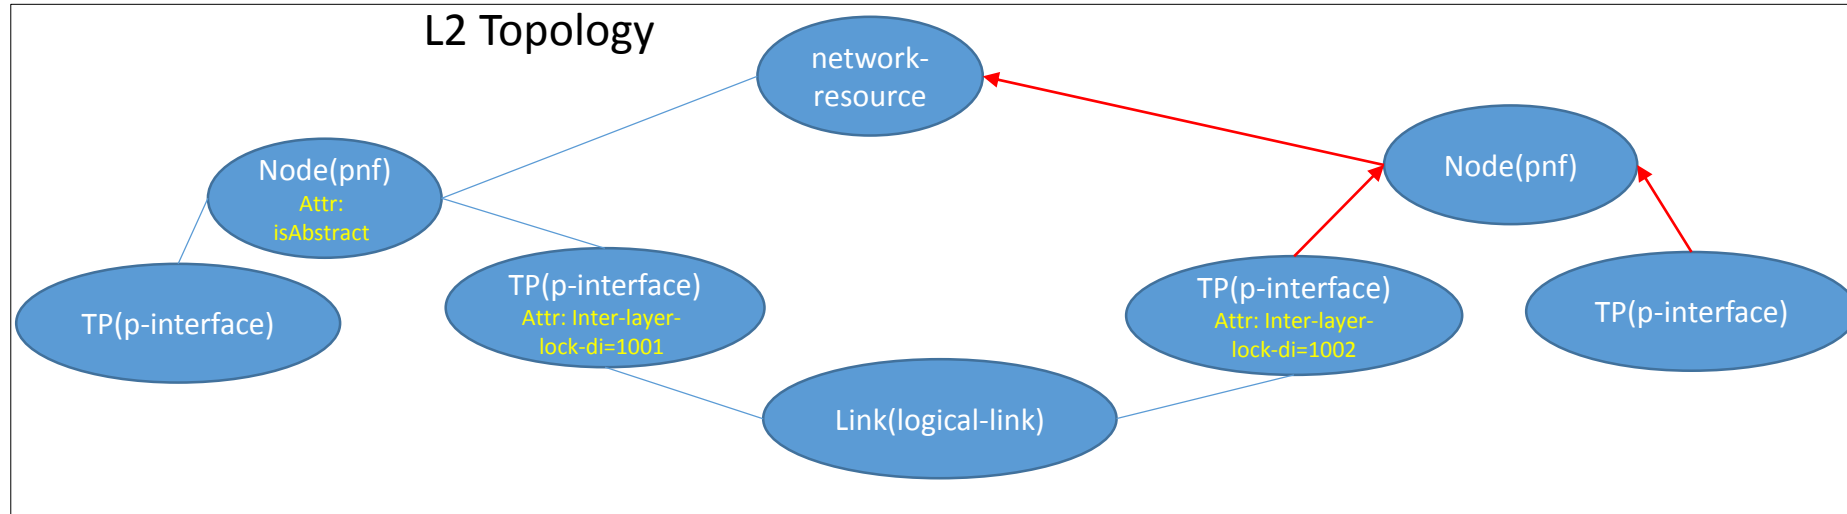 L2 Topology
network-
resource
Node(pnf)
Attr:
isAbstract
Node(pnf)
TP(p-interface)
TP(p-interface)
Attr: Inter-layer-
lock-di=1001
TP(p-interface)
Attr: Inter-layer-
lock-di=1002
TP(p-interface)
Link(logical-link)